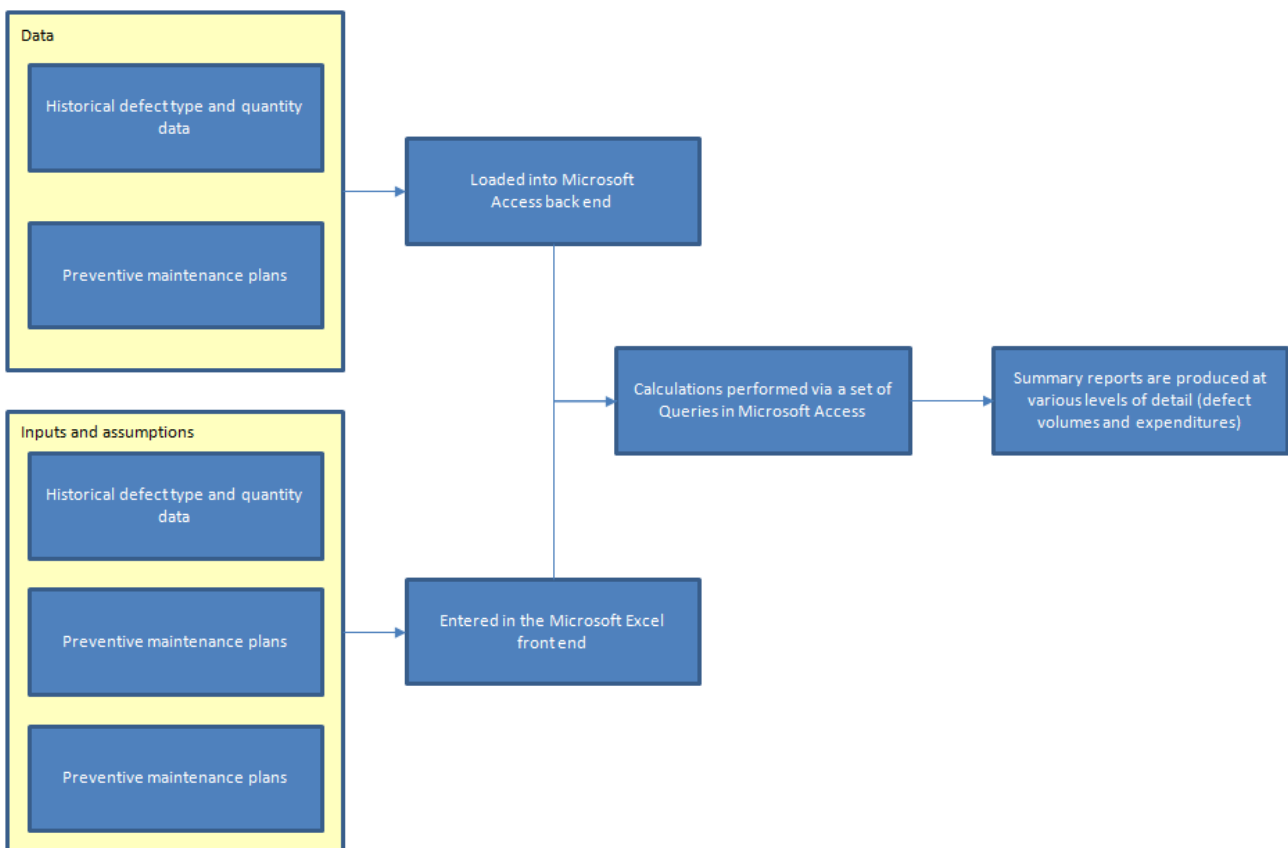 Data
Historical defect type and quantity
data
Preventive maintenance plans
Loaded into Microsoft
Access back end
Calculations performed via a set of
Queries in Microsoft Access
Summary reports are produced at
various levels of detail (defect
volumes and expenditures)
Inputs and assumptions
Historical defect type and quantity
data
Preventive maintenance plans
Preventive maintenance plans
Entered in the Microsoft Excel
front end